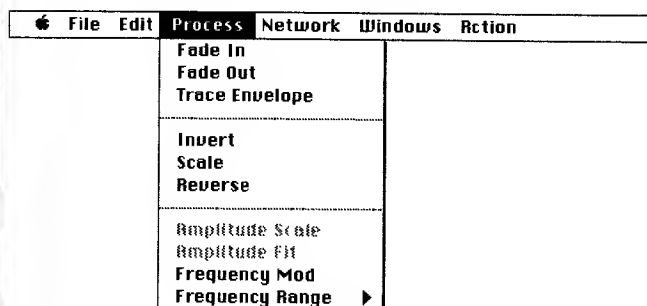 File Edit Process Network Windows Action
Fade In
Fade Out
Trace Envelope
Invert
Scale
Reverse
Amplitude Scale
Amplitude Fit
Frequency Mod
Frequency Range